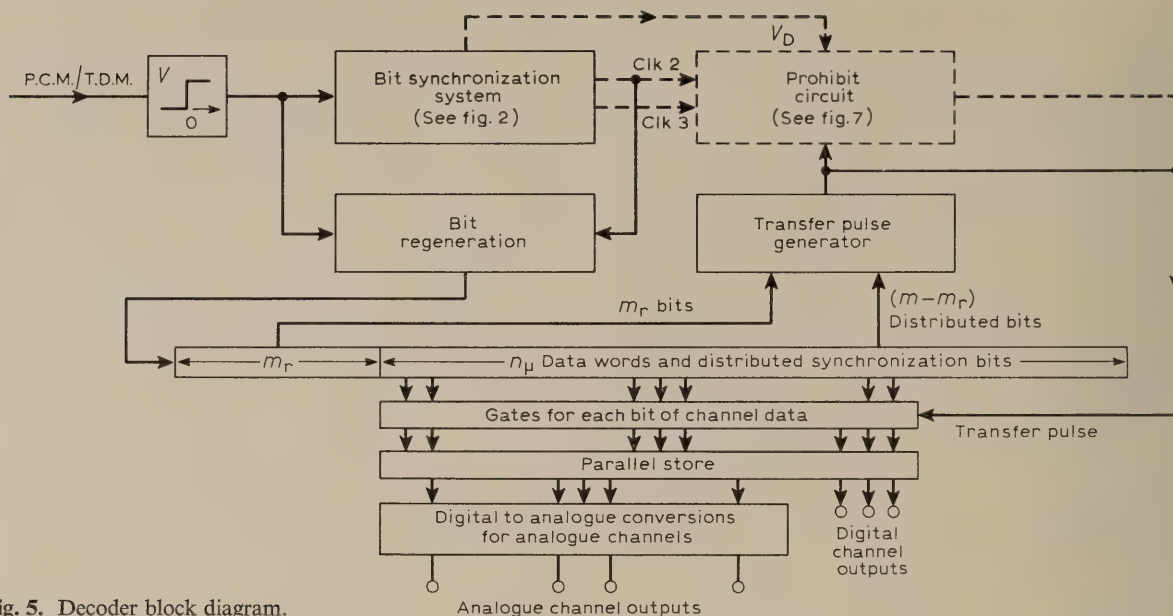 V_D
P.C.M./T.D.M.
V
O
Bit synchronization
system
(See fig. 2)
Clk 2
Clk 3
Prohibit
circuit
(See fig. 7)
Bit
regeneration
Transfer pulse
generator
m_r bits
(m−m_r)
Distributed bits
m_r
n_μ Data words and distributed synchronization bits
Gates for each bit of channel data
Transfer pulse
Parallel store
Digital to analogue conversions
for analogue channels
Digital
channel
outputs
ig. 5. Decoder block diagram.
Analogue channel outputs